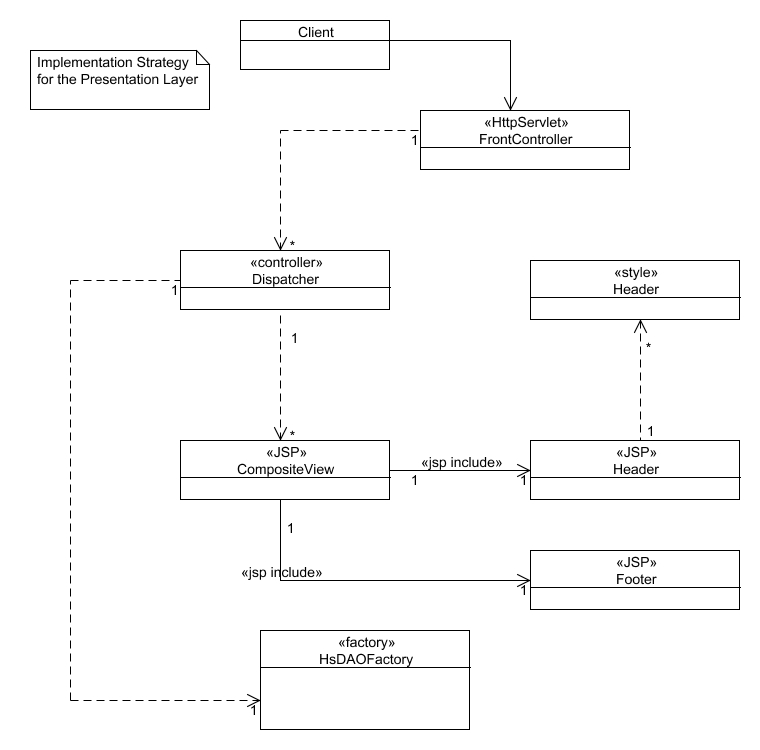 Client
Implementation Strategy
for the Presentation Layer
«HttpServlet»
FrontController
1
*
«controller»
Dispatcher
1
«style»
Header
1
*
*
1
«JSP»
CompositeView
«jsp include»
1
1
«JSP»
Header
1
«jsp include»
1
«JSP»
Footer
«factory»
HsDAOFactory
1